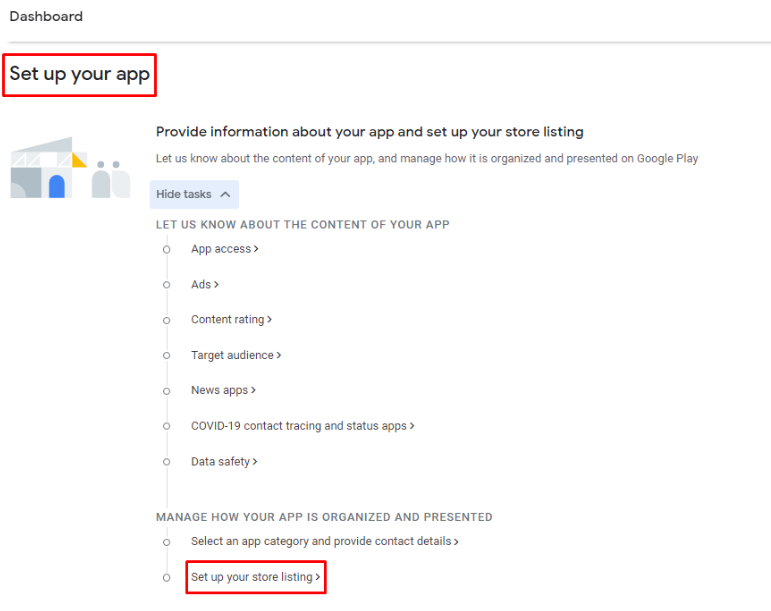 Dashboard
Set up your app
Provide information about your app and set up your store listing
Let us know about the content of your app, and manage how it is organized and presented on Google Play
Hide tasks
LET US KNOW ABOUT THE CONTENT OF YOUR APP
App access
Ads
Content rating
Target audience
News apps
COVID-19 contact tracing and status apps
Data safety
MANAGE HOW YOUR APP IS ORGANIZED AND PRESENTED
Select an app category and provide contact details
Set up your store listing